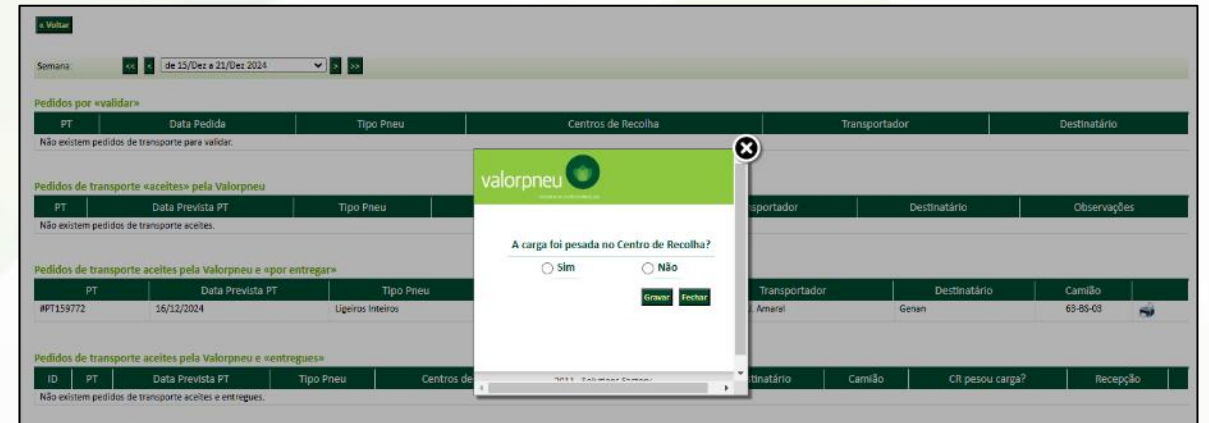 « Voltar
Semana: << < de 15/Dez a 21/Dez 2024 > >>
Pedidos por «validar»
PT Data Pedida Tipo Pneu Centros de Recolha Transportador Destinatário
Não existem pedidos de transporte para validar.
Pedidos de transporte «aceites» pela Valorpneu
PT Data Prevista PT Tipo Pneu sportador Destinatário Observações
Não existem pedidos de transporte aceites.
Pedidos de transporte aceites pela Valorpneu e «por entregar»
PT Data Prevista PT Tipo Pneu Transportador Destinatário Camião
#PT159772 16/12/2024 Ligeiros Inteiros . Amaral Genan 63-BS-03
Pedidos de transporte aceites pela Valorpneu e «entregues»
ID PT Data Prevista PT Tipo Pneu Centros de tinatário Camião CR pesou carga? Recepção
Não existem pedidos de transporte aceites e entregues.
valorpneu
A carga foi pesada no Centro de Recolha?
Sim Não
Gravar Fechar